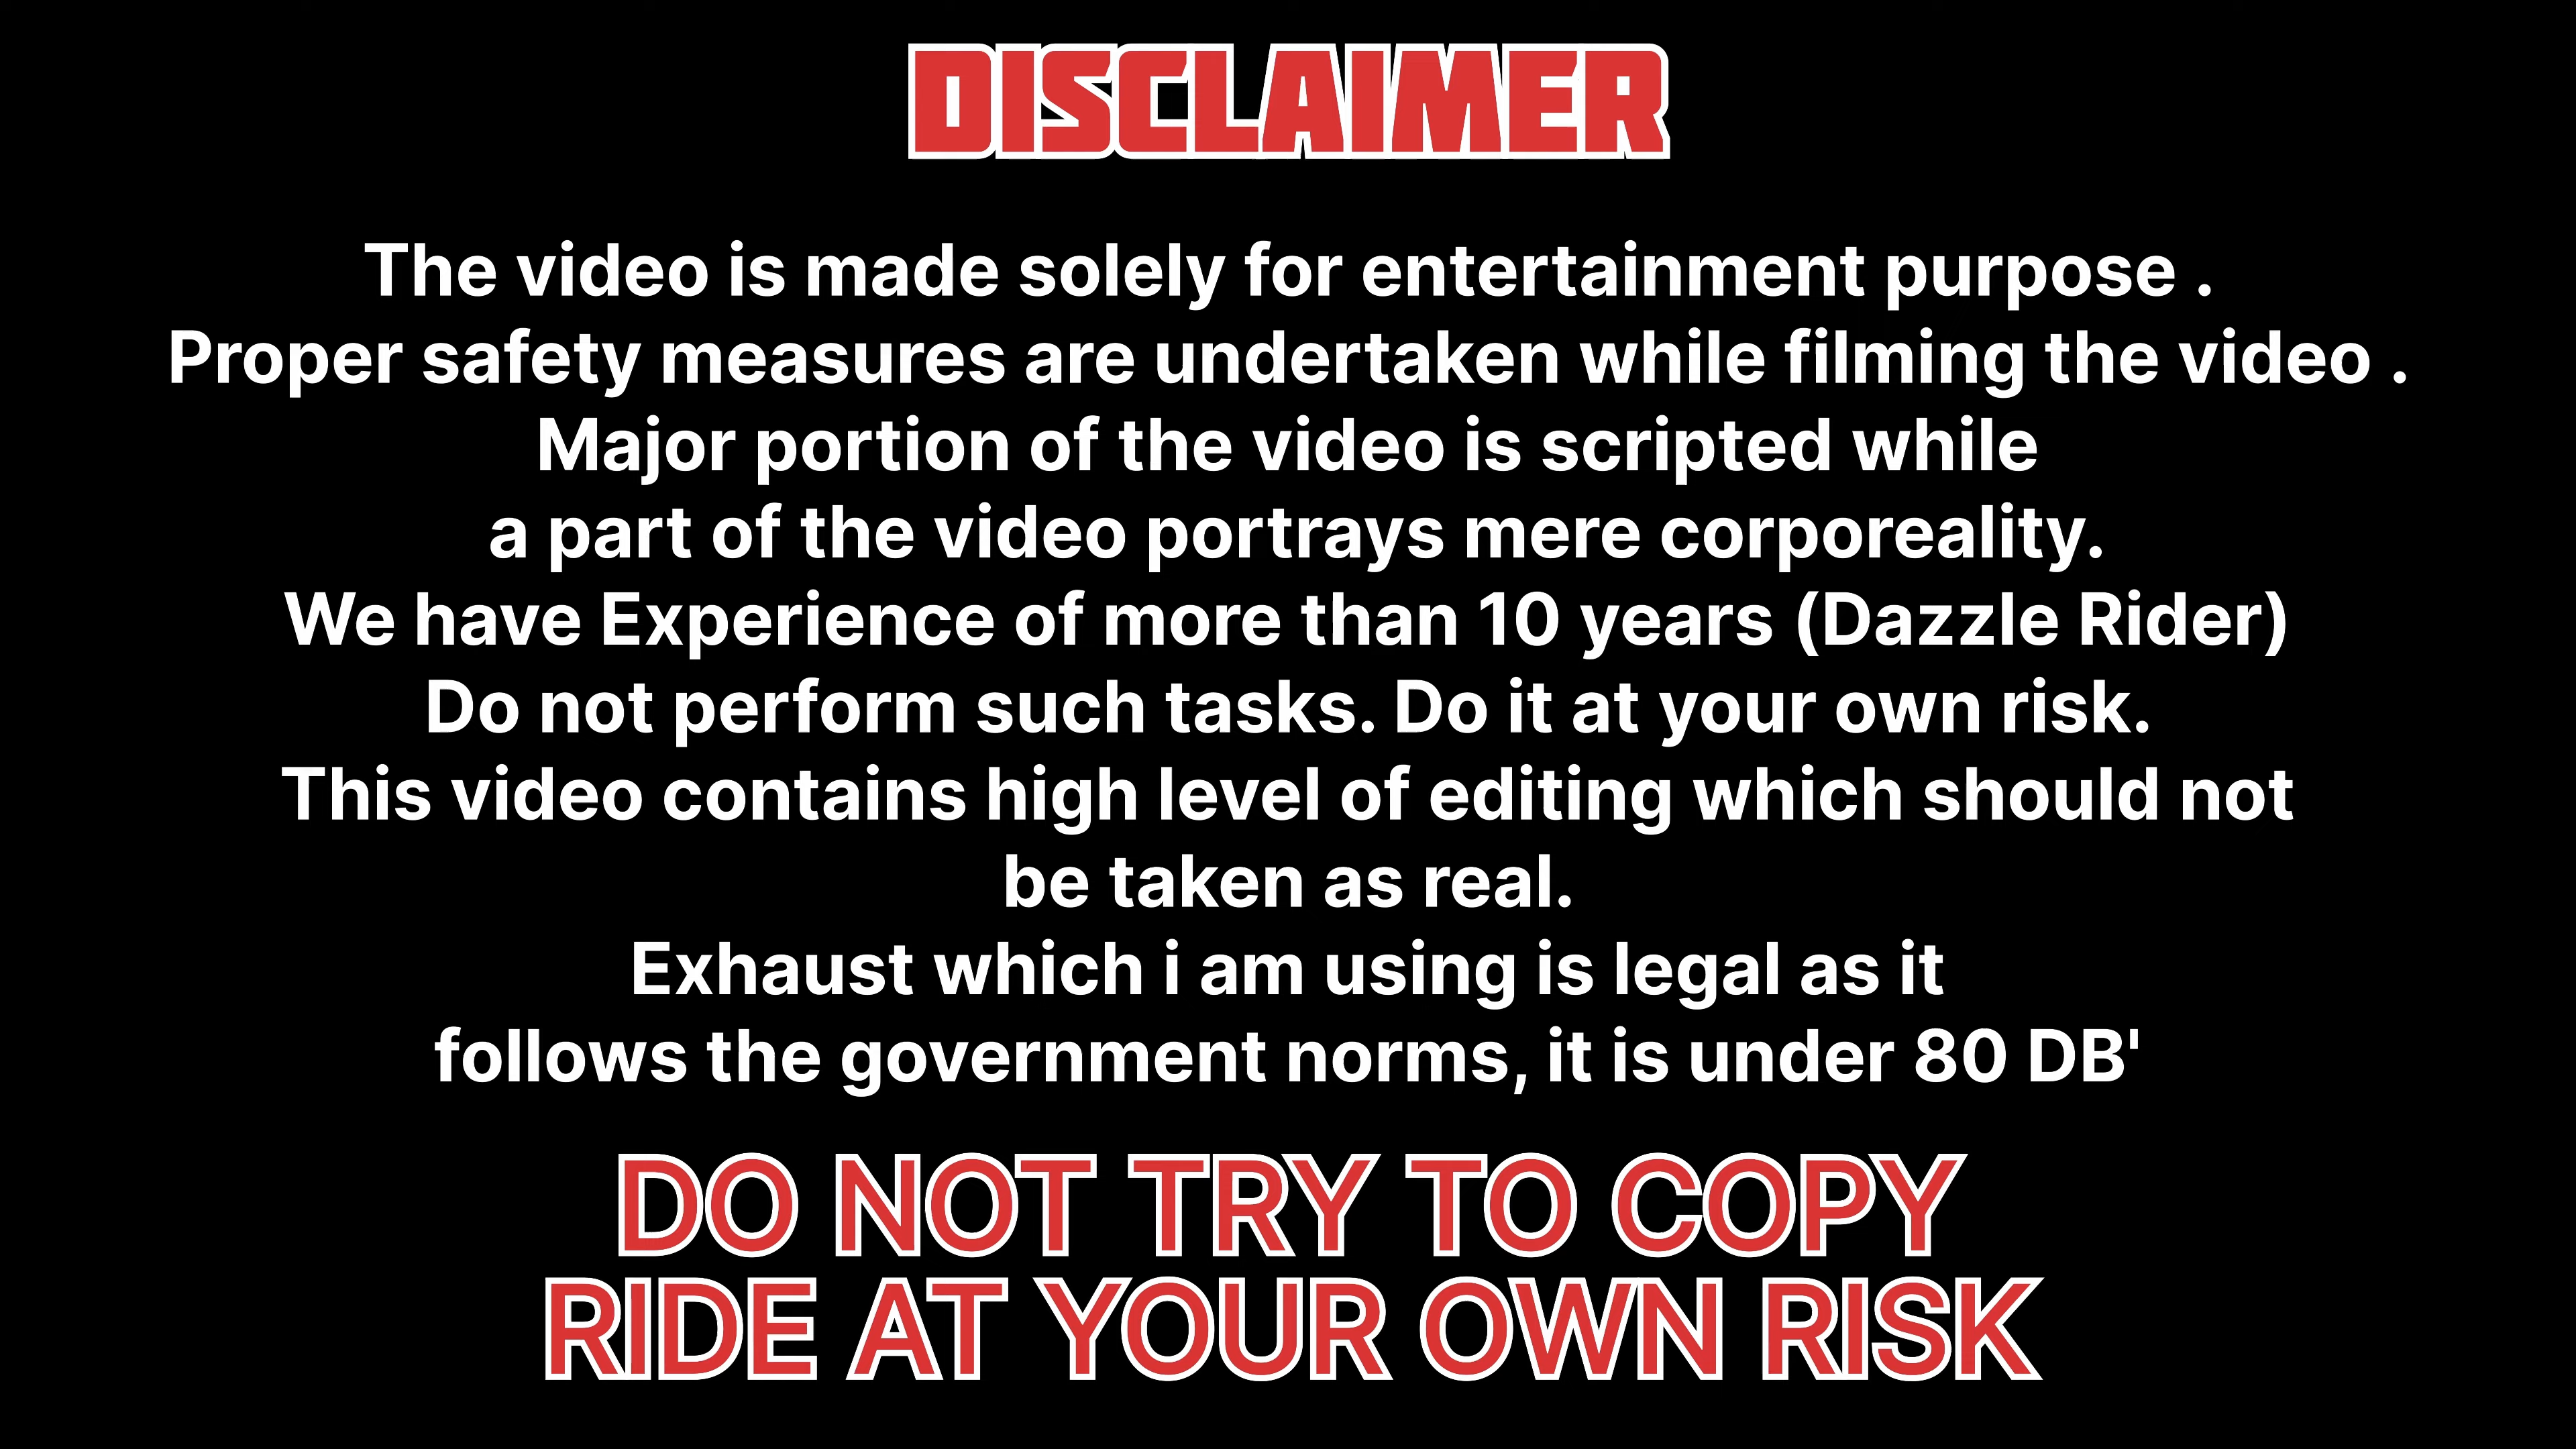 DISCLAIMER
The video is made solely for entertainment purpose .
Proper safety measures are undertaken while filming the video .
Major portion of the video is scripted while
a part of the video portrays mere corporeality.
We have Experience of more than 10 years (Dazzle Rider)
Do not perform such tasks. Do it at your own risk.
This video contains high level of editing which should not
be taken as real.
Exhaust which i am using is legal as it
follows the government norms, it is under 80 DB'
DO NOT TRY TO COPY
RIDE AT YOUR OWN RISK